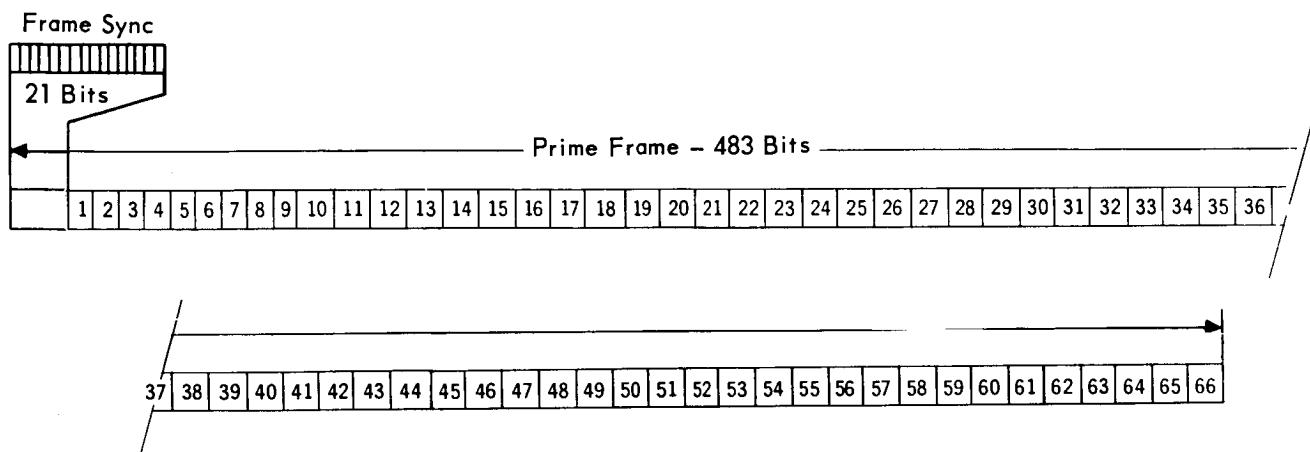 Frame Sync
21 Bits
Prime Frame – 483 Bits
1 2 3 4 5 6 7 8 9 10 11 12 13 14 15 16 17 18 19 20 21 22 23 24 25 26 27 28 29 30 31 32 33 34 35 36
37 38 39 40 41 42 43 44 45 46 47 48 49 50 51 52 53 54 55 56 57 58 59 60 61 62 63 64 65 66